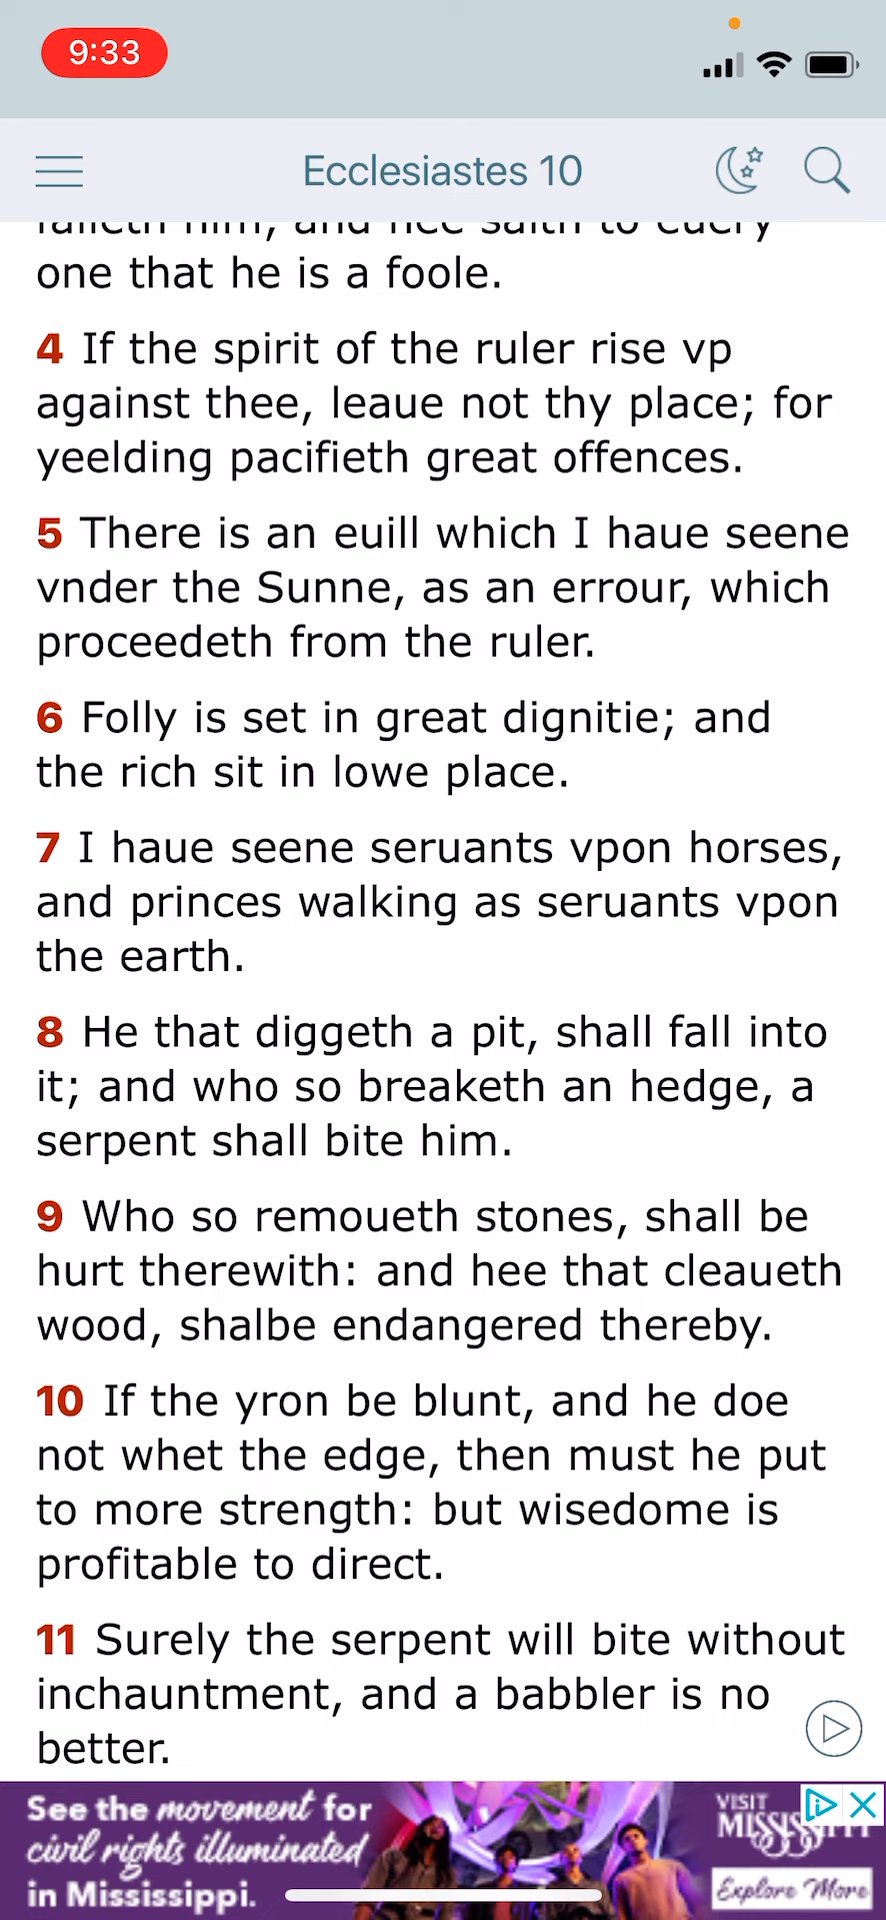 9:33
Ecclesiastes 10
faileth him, and hee saith to euery
one that he is a foole.
4 If the spirit of the ruler rise vp
against thee, leaue not thy place; for
yeelding pacifieth great offences.
5 There is an euill which I haue seene
vnder the Sunne, as an errour, which
proceedeth from the ruler.
6 Folly is set in great dignitie; and
the rich sit in lowe place.
7 I haue seene seruants vpon horses,
and princes walking as seruants vpon
the earth.
8 He that diggeth a pit, shall fall into
it; and who so breaketh an hedge, a
serpent shall bite him.
9 Who so remoueth stones, shall be
hurt therewith: and hee that cleaueth
wood, shalbe endangered thereby.
10 If the yron be blunt, and he doe
not whet the edge, then must he put
to more strength: but wisedome is
profitable to direct.
11 Surely the serpent will bite without
inchauntment, and a babbler is no
better.
See the movement for
civil rights illuminated
in Mississippi.
VISIT
MISSISSIPPI
Explore More